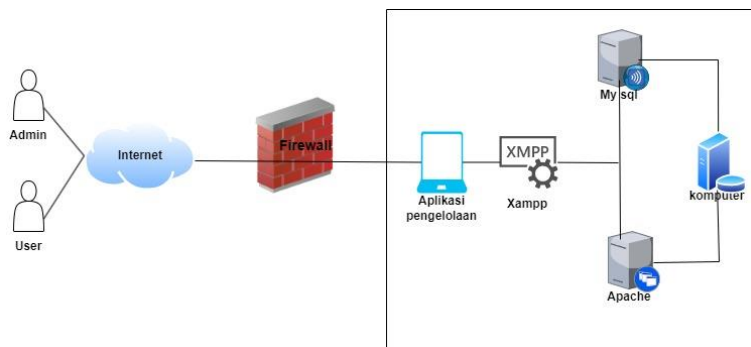 Admin
User
Internet
Firewall
Aplikasi
pengelolaan
XMPP
Xampp
My sql
Apache
komputer